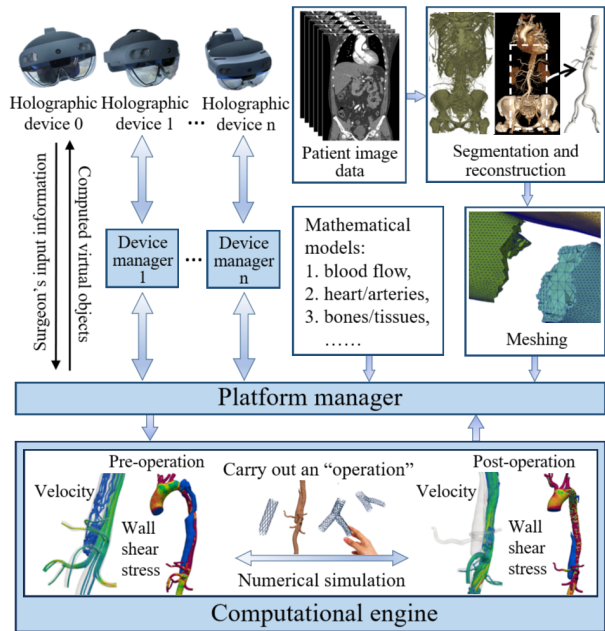 Holographic
device 0
Holographic
device 1
...
Holographic
device n
Patient image
data
Segmentation and
reconstruction
Surgeon's input information
Computed virtual objects
Device
manager
1
...
Device
manager
n
Mathematical
models:
1. blood flow,
2. heart/arteries,
3. bones/tissues,
……
Meshing
Platform manager
Pre-operation
Velocity
Wall
shear
stress
Carry out an “operation”
Numerical simulation
Post-operation
Velocity
Wall
shear
stress
Computational engine